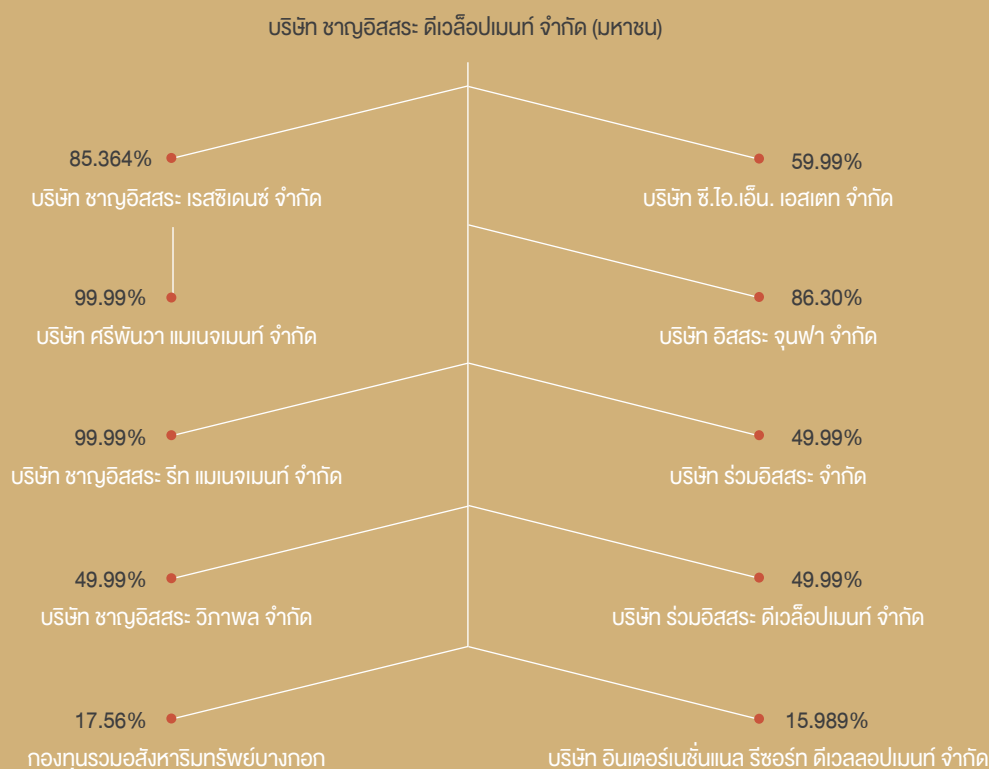 บริษัท ชาญอิสสระ ดีเวล็อปเมนท์ จำกัด (มหาชน)
85.364%
บริษัท ชาญอิสสระ เรสซิเดนซ์ จำกัด
59.99%
บริษัท ซี.ไอ.เอ็น. เอสเตท จำกัด
99.99%
บริษัท ศรีพันวา แมเนจเมนท์ จำกัด
86.30%
บริษัท อิสสระ จุนฟา จำกัด
99.99%
บริษัท ชาญอิสสระ รีท แมเนจเมนท์ จำกัด
49.99%
บริษัท ร่วมอิสสระ จำกัด
49.99%
บริษัท ชาญอิสสระ วิภาพล จำกัด
49.99%
บริษัท ร่วมอิสสระ ดีเวล็อปเมนท์ จำกัด
17.56%
กองทุนรวมอสังหาริมทรัพย์บางกอก
15.989%
บริษัท อินเตอร์เนชั่นแนล รีซอร์ท ดีเวลลอปเมนท์ จำกัด